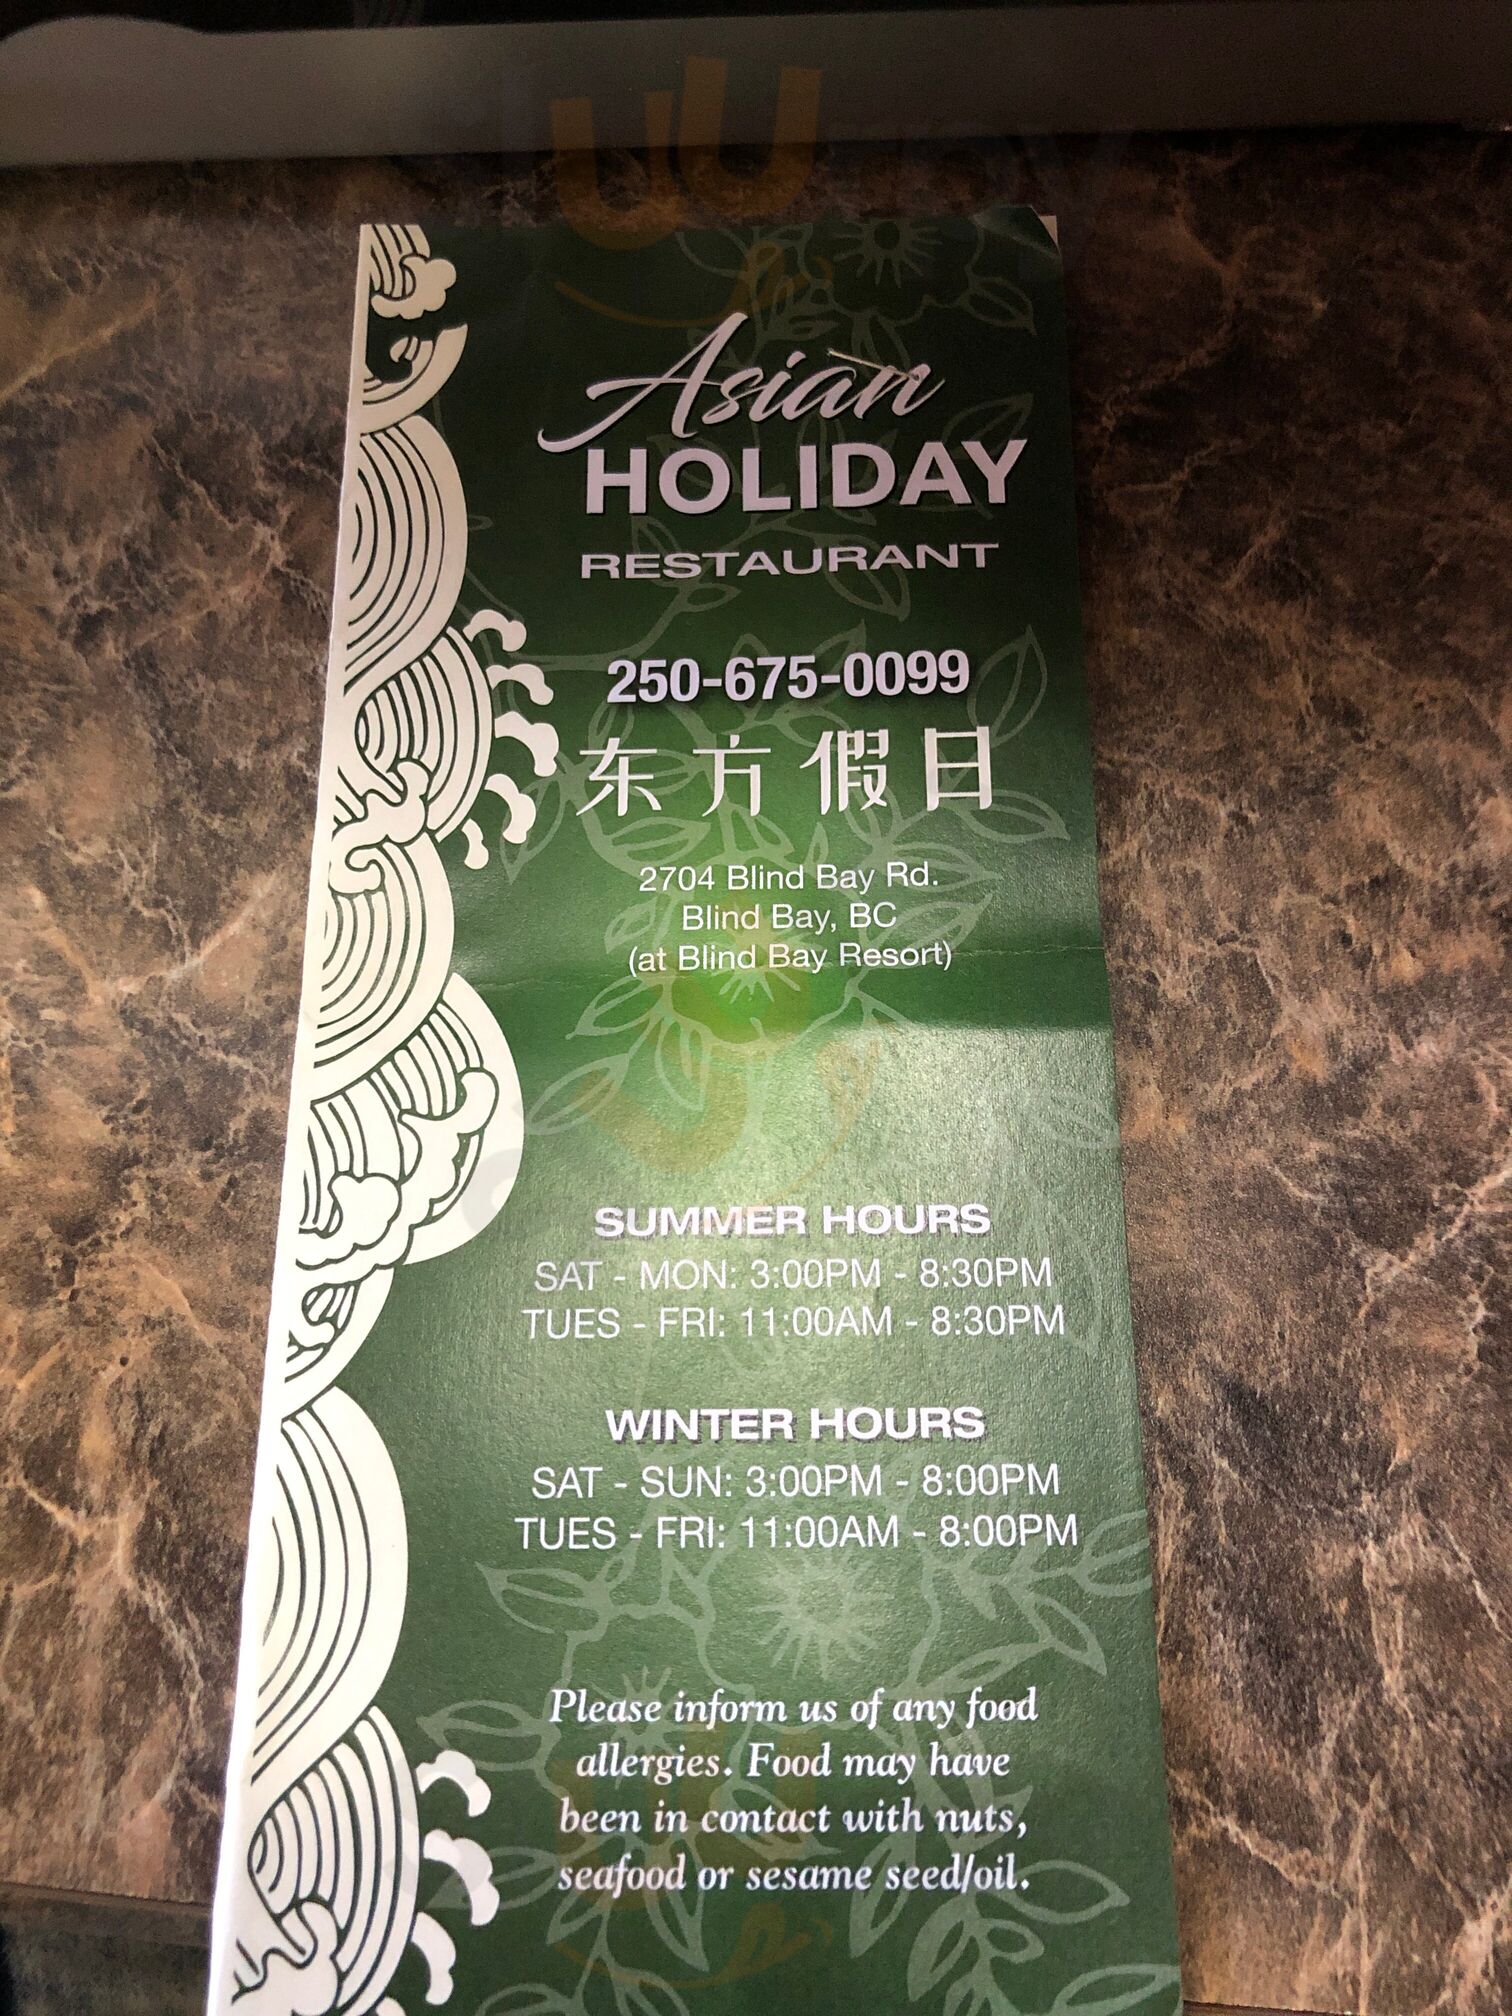 Asian
HOLIDAY
RESTAURANT
250-675-0099
东方假日
2704 Blind Bay Rd.
Blind Bay, BC
(at Blind Bay Resort)
SUMMER HOURS
SAT - MON: 3:00PM - 8:30PM
TUES - FRI: 11:00AM - 8:30PM
WINTER HOURS
SAT - SUN: 3:00PM - 8:00PM
TUES - FRI: 11:00AM - 8:00PM
Please inform us of any food
allergies. Food may have
been in contact with nuts,
seafood or sesame seed/oil.